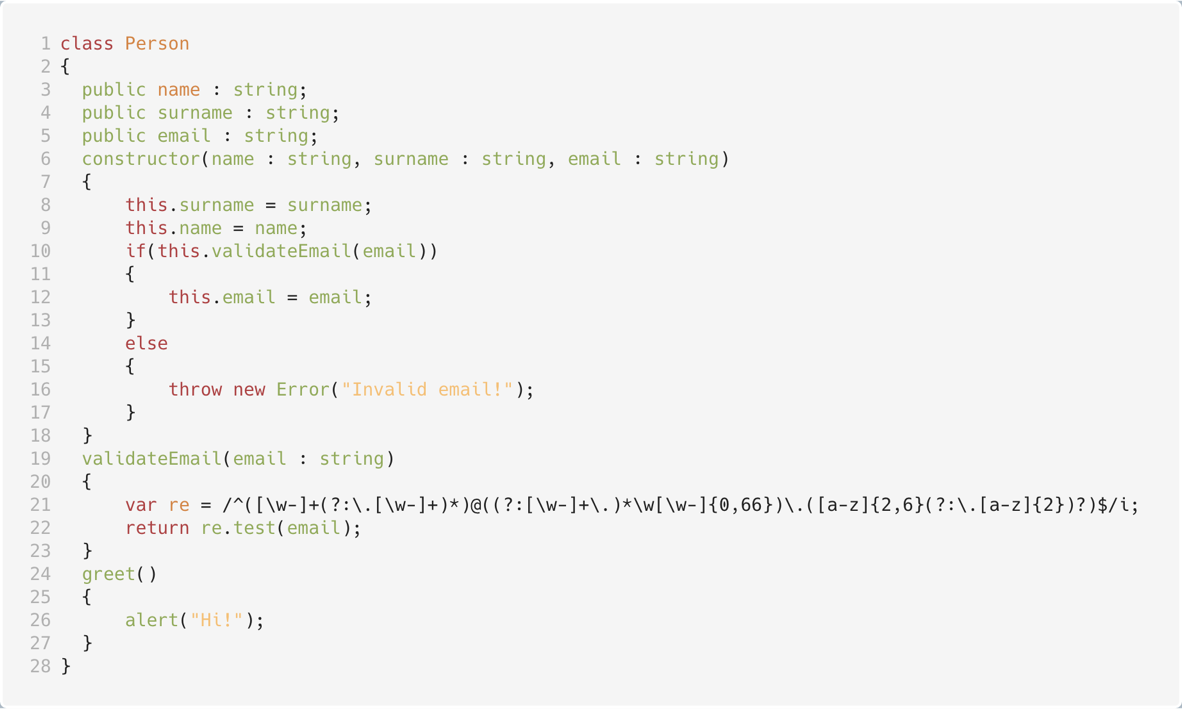 1 class Person
2 {
3   public name : string;
4   public surname : string;
5   public email : string;
6   constructor(name : string, surname : string, email : string)
7   {
8       this.surname = surname;
9       this.name = name;
10       if(this.validateEmail(email))
11       {
12           this.email = email;
13       }
14       else
15       {
16           throw new Error("Invalid email!");
17       }
18   }
19   validateEmail(email : string)
20   {
21       var re = /^([\w-]+(?:\.[\w-]+)*)@((?:[\w-]+\.)*\w[\w-]{0,66})\.([a-z]{2,6}(?:\.[a-z]{2})?)$/i;
22       return re.test(email);
23   }
24   greet()
25   {
26       alert("Hi!");
27   }
28 }